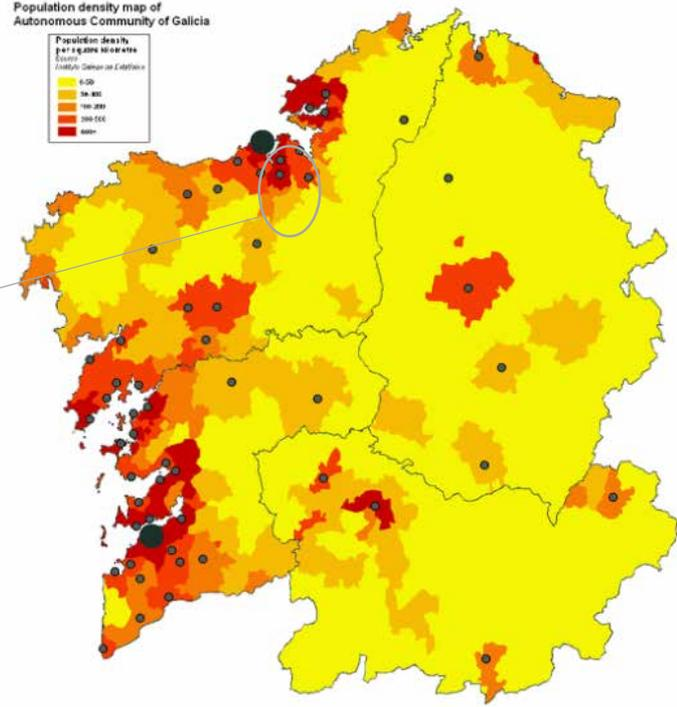 Population density map of
Autonomous Community of Galicia
Population density
per square kilometre
Source
Instituto Galego de Estatística
0-50
50-100
100-200
200-500